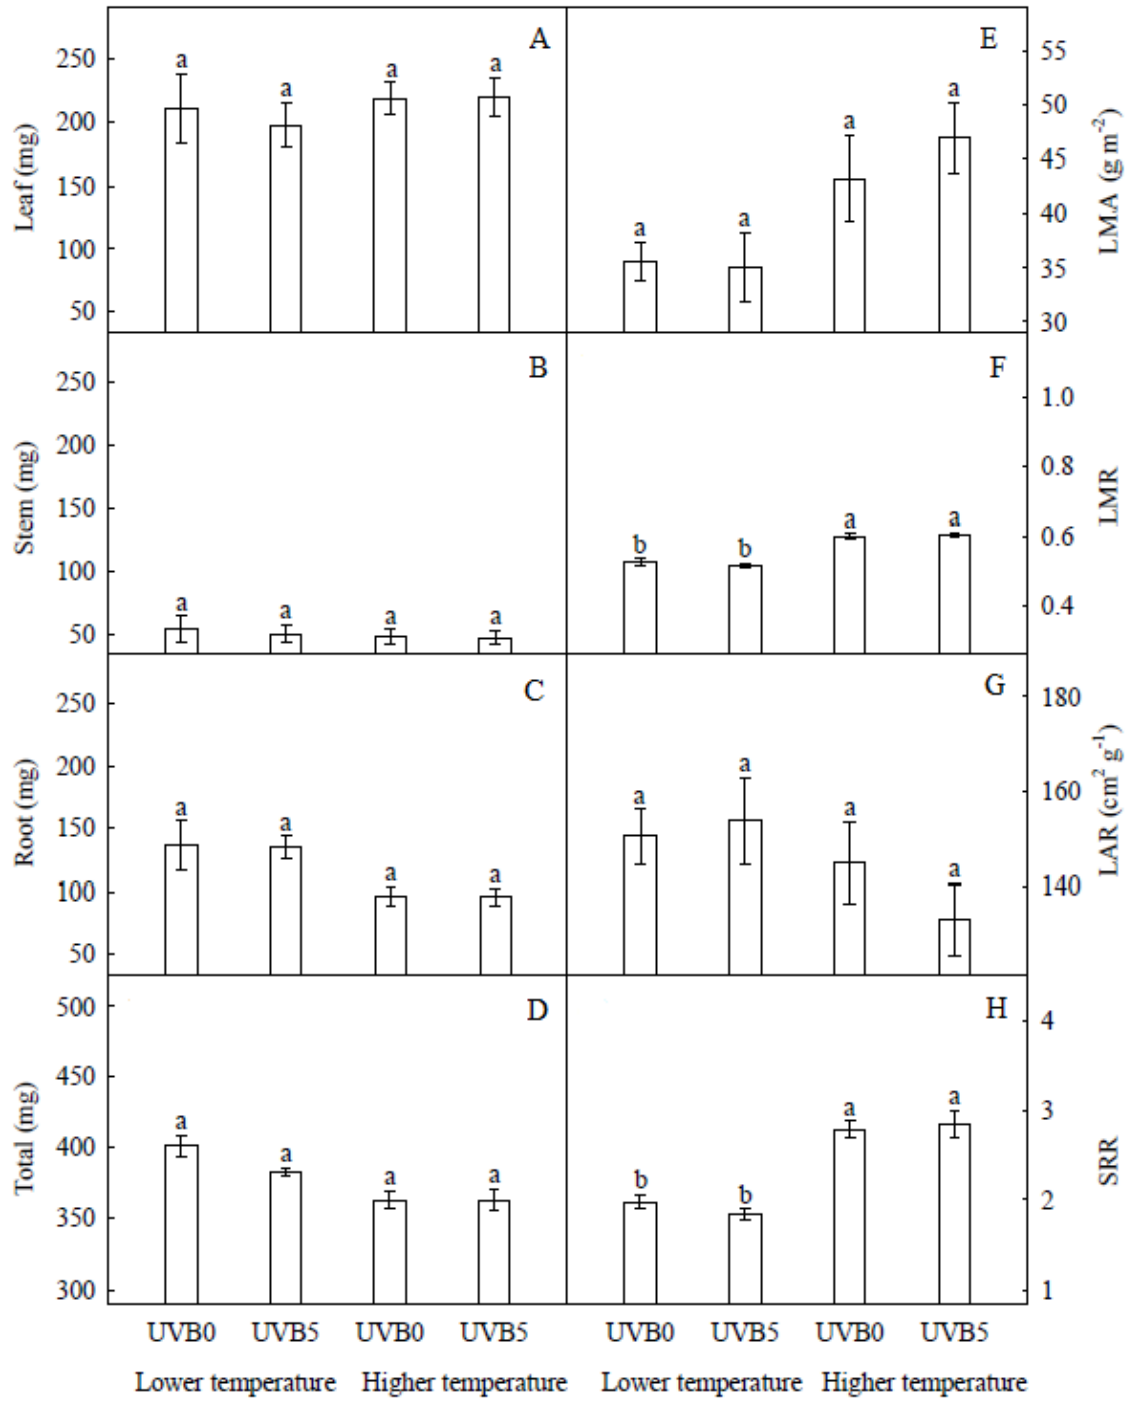 A
250
200
150
100
50
Leaf (mg)
a a a a
E
55
50
45
40
35
30
LMA (g m⁻²)
a a a a
B
250
200
150
100
50
Stem (mg)
a a a a
F
1.0
0.8
0.6
0.4
LMR
b b a a
C
250
200
150
100
50
Root (mg)
a a a a
G
180
160
140
LAR (cm² g⁻¹)
a a a a
D
500
450
400
350
300
Total (mg)
a a a a
H
4
3
2
1
SRR
b b a a
UVB0 UVB5 UVB0 UVB5 UVB0 UVB5 UVB0 UVB5
Lower temperature Higher temperature Lower temperature Higher temperature